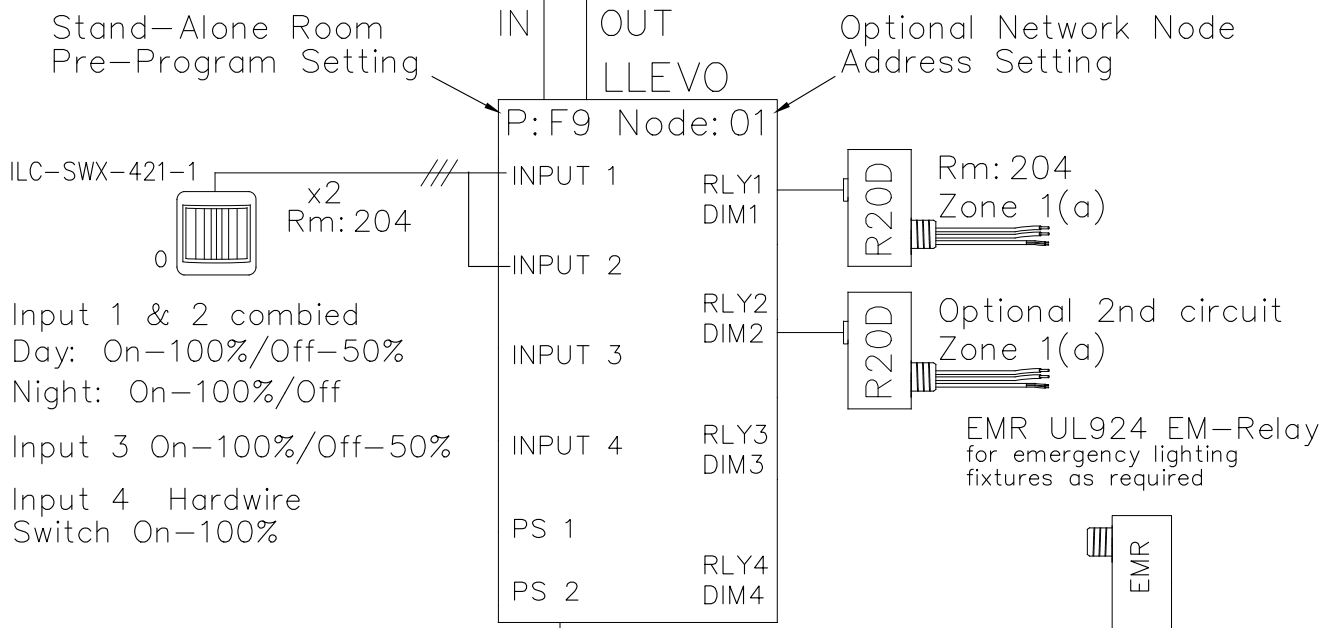 Stand-Alone Room
Pre-Program Setting
IN
OUT
LLEVO
Optional Network Node
Address Setting
P: F9 Node: 01
ILC-SWX-421-1
x2
Rm: 204
0
INPUT 1
INPUT 2
INPUT 3
INPUT 4
PS 1
PS 2
RLY1
DIM1
RLY2
DIM2
RLY3
DIM3
RLY4
DIM4
R20D
Rm: 204
Zone 1(a)
R20D
Optional 2nd circuit
Zone 1(a)
Input 1 & 2 combied
Day: On-100%/Off-50%
Night: On-100%/Off
Input 3 On-100%/Off-50%
Input 4 Hardwire
Switch On-100%
EMR UL924 EM-Relay
for emergency lighting
fixtures as required
EMR